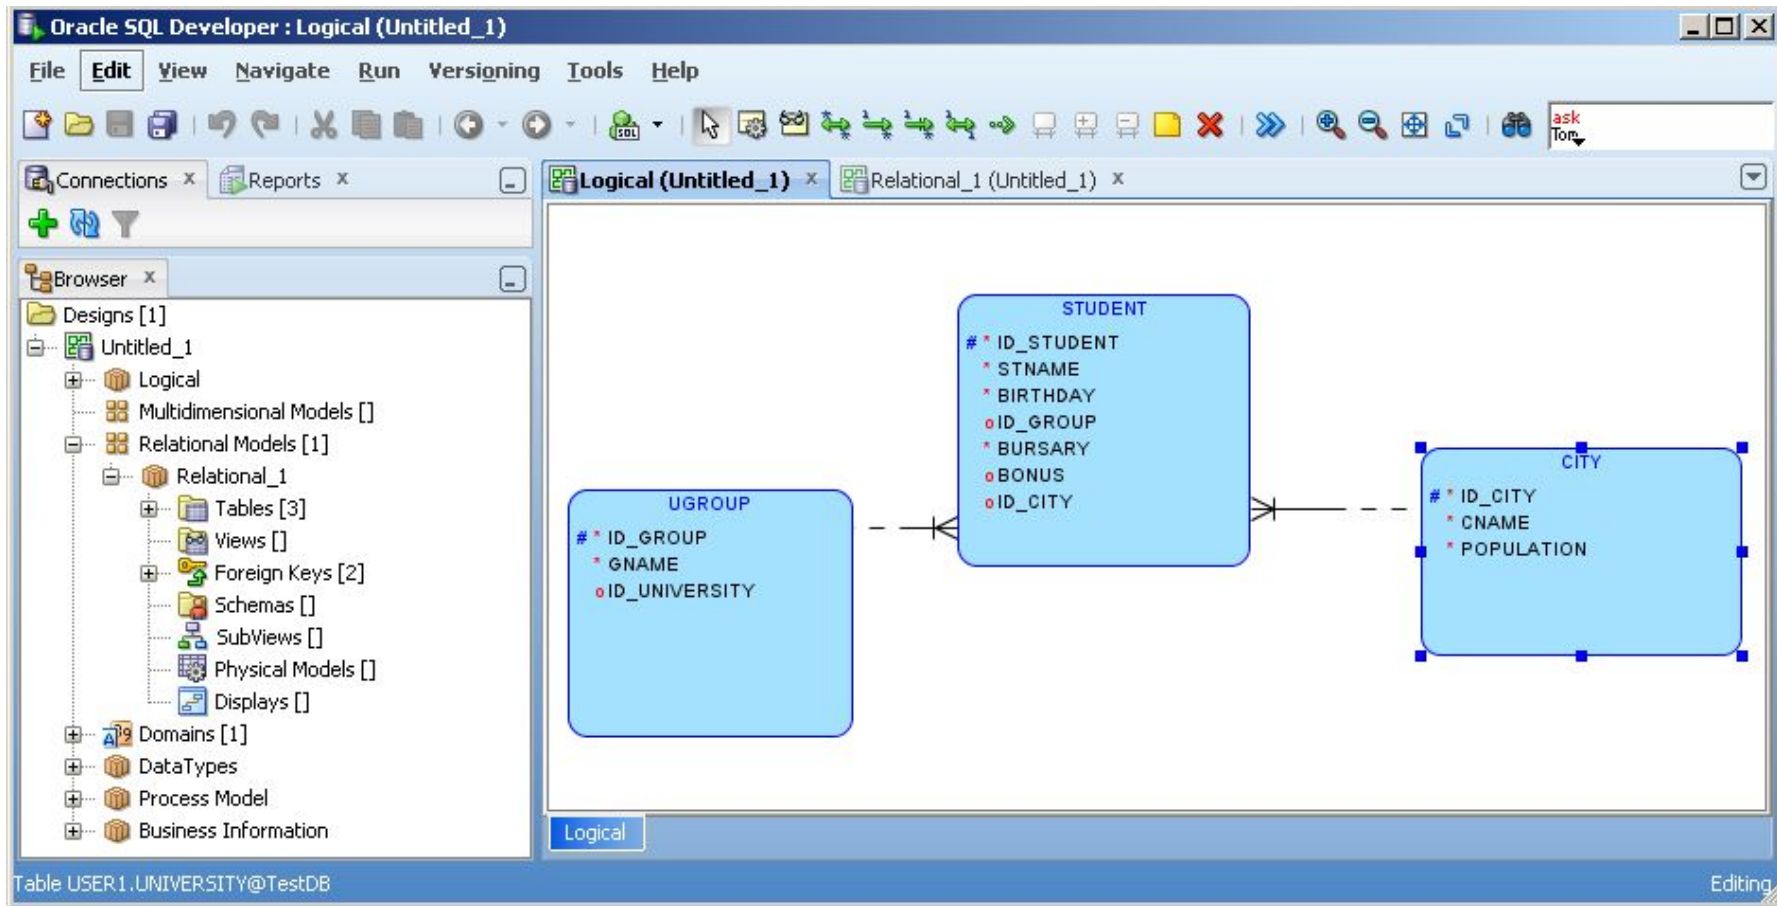 Oracle SQL Developer : Logical (Untitled_1)
File Edit View Navigate Run Versioning Tools Help
SQL
ask
Tom
Connections x Reports x
Logical (Untitled_1) x Relational_1 (Untitled_1) x
Browser x
Designs [1]
Untitled_1
Logical
Multidimensional Models []
Relational Models [1]
Relational_1
Tables [3]
Views []
Foreign Keys [2]
Schemas []
SubViews []
Physical Models []
Displays []
Domains [1]
DataTypes
Process Model
Business Information
UGROUP
# * ID_GROUP
* GNAME
o ID_UNIVERSITY
STUDENT
# * ID_STUDENT
* STNAME
* BIRTHDAY
o ID_GROUP
* BURSARY
o BONUS
o ID_CITY
CITY
# * ID_CITY
* CNAME
* POPULATION
Logical
Table USER1.UNIVERSITY@TestDB
Editing